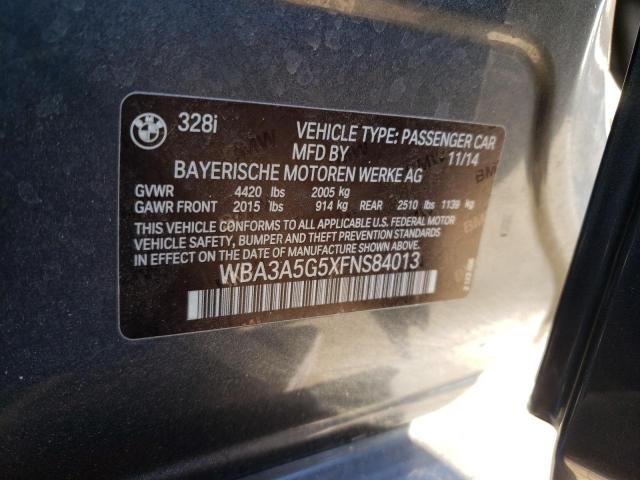 328i VEHICLE TYPE: PASSENGER CAR
MFD BY 11/14
BAYERISCHE MOTOREN WERKE AG
GVWR 4420 lbs 2005 kg
GAWR FRONT 2015 lbs 914 kg REAR 2510 lbs 1139 kg
THIS VEHICLE CONFORMS TO ALL APPLICABLE U.S. FEDERAL MOTOR
VEHICLE SAFETY, BUMPER AND THEFT PREVENTION STANDARDS IN
EFFECT ON THE DATE OF MANUFACTURE SHOWN ABOVE.
WBA3A5G5XFNS84013